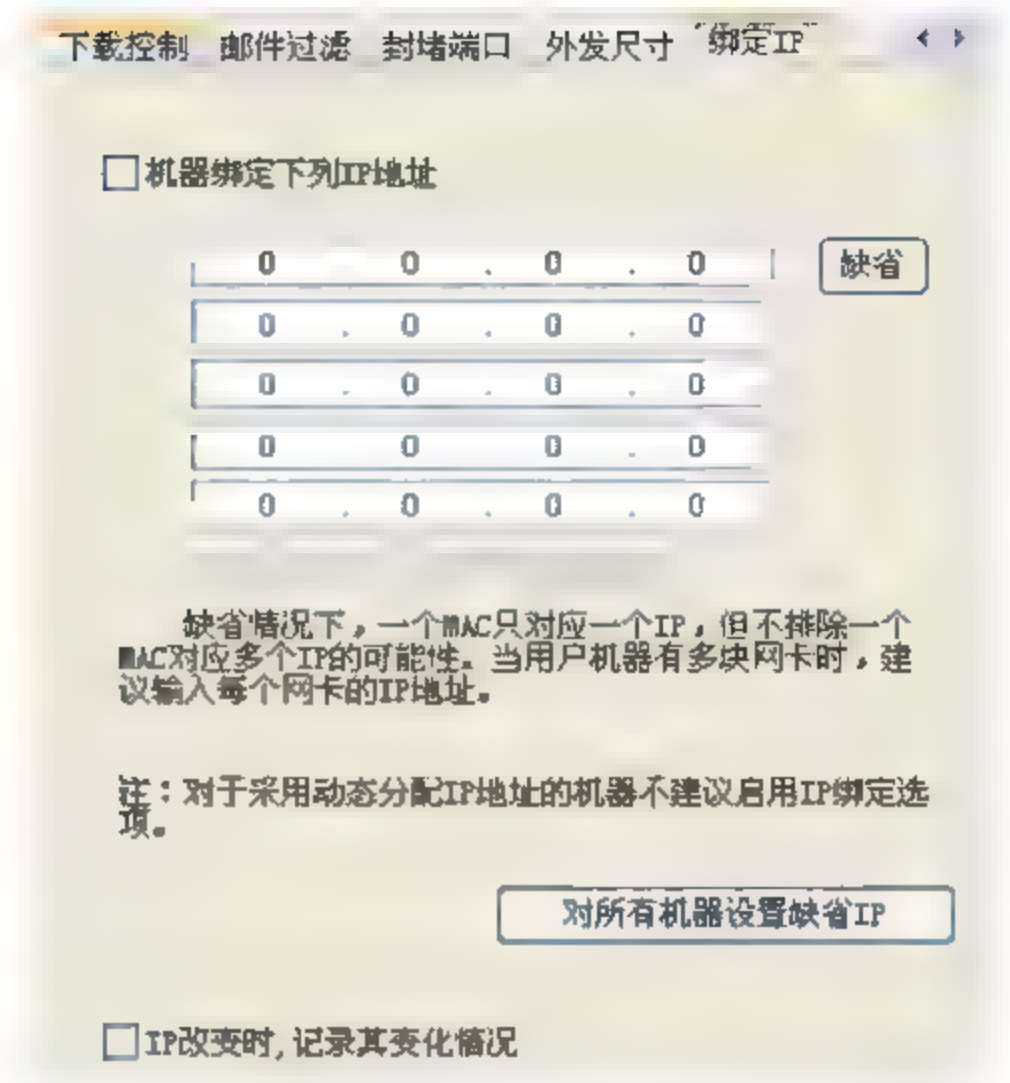 下载控制 邮件过滤 封堵端口 外发尺寸 绑定IP
机器绑定下列IP地址
0 0 . 0 . 0 缺省
0 . 0 . 0 . 0
0 . 0 . 0 . 0
0 0 0 . 0
0 . 0 . 0 . 0
缺省情况下，一个MAC只对应一个IP，但不排除一个
MAC对应多个IP的可能性。当用户机器有多块网卡时，建
议输入每个网卡的IP地址。
注：对于采用动态分配IP地址的机器不建议启用IP绑定选
项。
对所有机器设置缺省IP
IP改变时,记录其变化情况